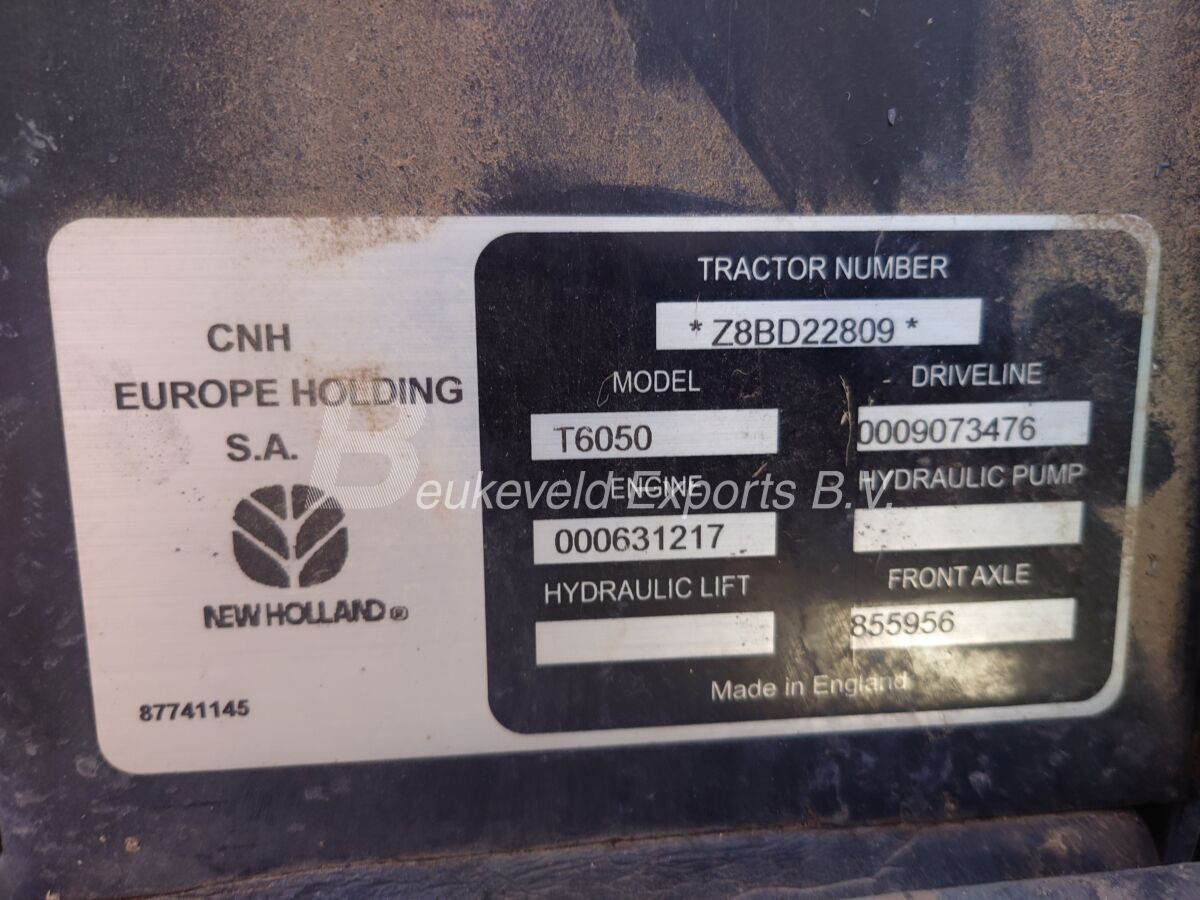 CNH
EUROPE HOLDING
S.A.
NEW HOLLAND ®
87741145
TRACTOR NUMBER
* Z8BD22809 *
MODEL
T6050
DRIVELINE
0009073476
ENGINE
000631217
HYDRAULIC PUMP
HYDRAULIC LIFT
FRONT AXLE
855956
Made in England
Beukeveld Exports B.V.